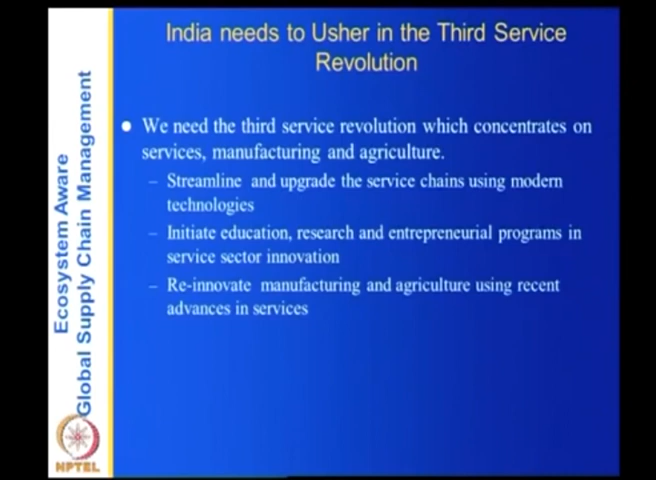 India needs to Usher in the Third Service
Revolution
We need the third service revolution which concentrates on
services, manufacturing and agriculture.
– Streamline and upgrade the service chains using modern
technologies
– Initiate education, research and entrepreneurial programs in
service sector innovation
– Re-innovate manufacturing and agriculture using recent
advances in services
Ecosystem Aware
Global Supply Chain Management
NPTEL